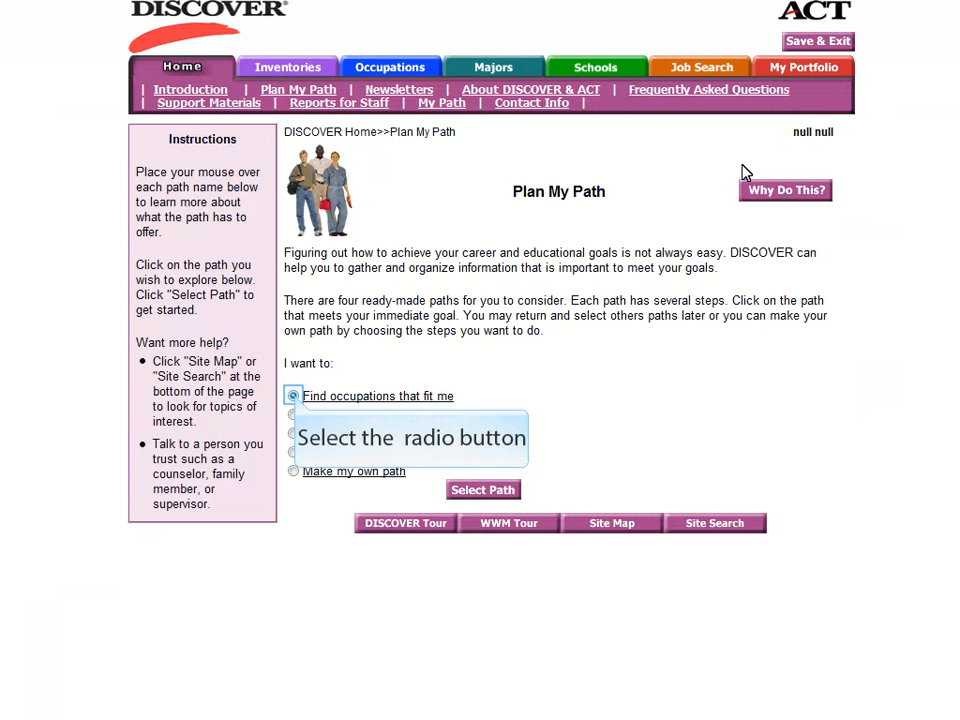 DISCOVER®
ACT
Save & Exit
Home
Inventories
Occupations
Majors
Schools
Job Search
My Portfolio
| Introduction | Plan My Path | Newsletters | About DISCOVER & ACT | Frequently Asked Questions
| Support Materials | Reports for Staff | My Path | Contact Info |
Instructions
Place your mouse over
each path name below
to learn more about
what the path has to
offer.
Click on the path you
wish to explore below.
Click "Select Path" to
get started.
Want more help?
Click "Site Map" or
"Site Search" at the
bottom of the page
to look for topics of
interest.
Talk to a person you
trust such as a
counselor, family
member, or
supervisor.
DISCOVER Home>>Plan My Path
null null
Plan My Path
Why Do This?
Figuring out how to achieve your career and educational goals is not always easy. DISCOVER can
help you to gather and organize information that is important to meet your goals.
There are four ready-made paths for you to consider. Each path has several steps. Click on the path
that meets your immediate goal. You may return and select others paths later or you can make your
own path by choosing the steps you want to do.
I want to:
Find occupations that fit me
Select the radio button
Make my own path
Select Path
DISCOVER Tour
WWM Tour
Site Map
Site Search